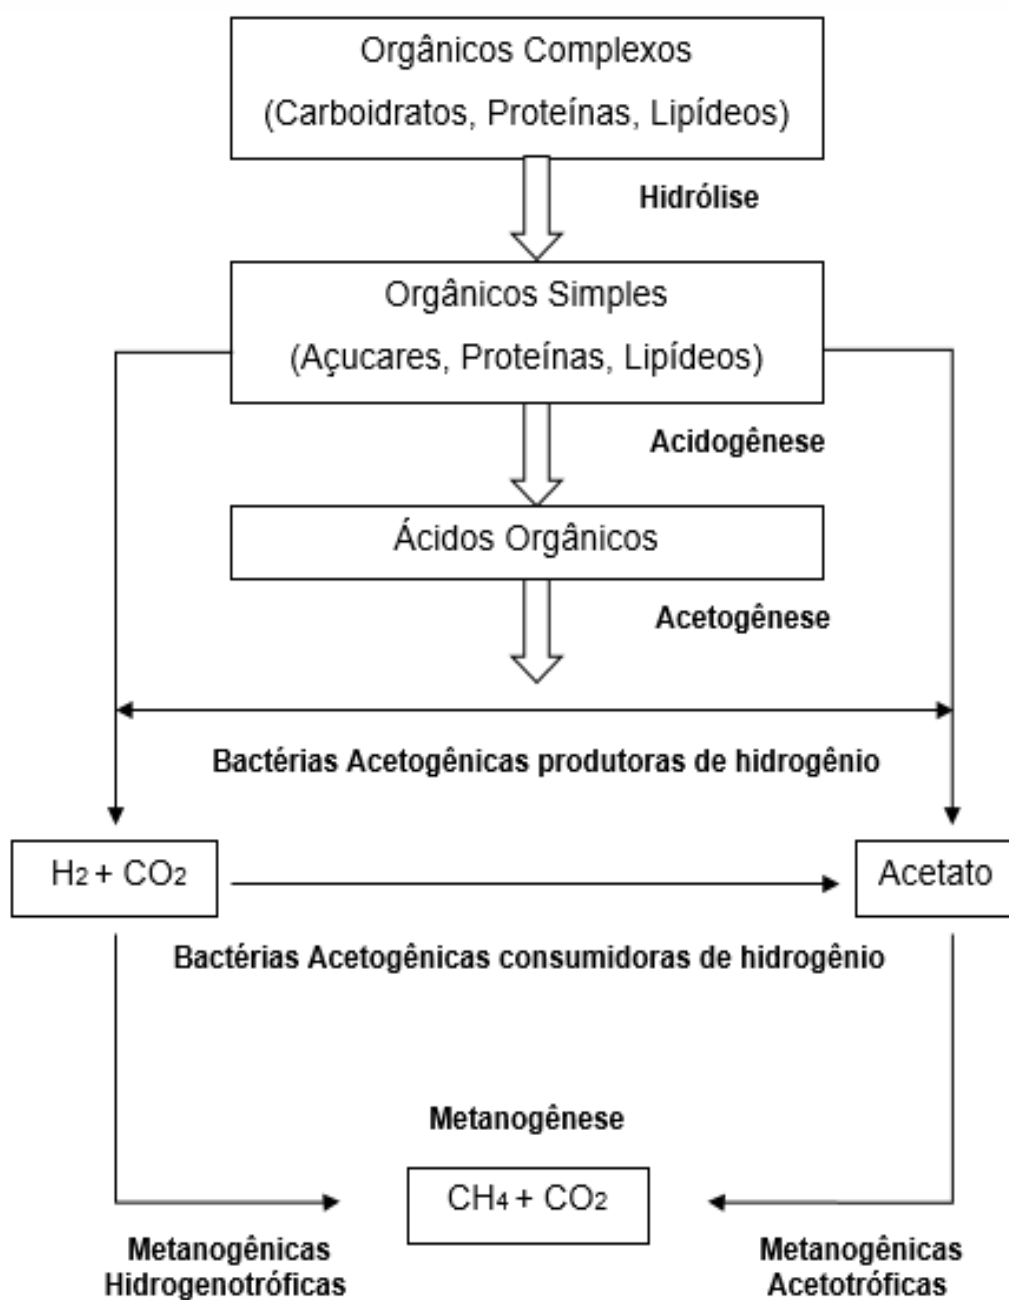 Orgânicos Complexos
(Carboidratos, Proteínas, Lipídeos)
Hidrólise
Orgânicos Simples
(Açucares, Proteínas, Lipídeos)
Acidogênese
Ácidos Orgânicos
Acetogênese
Bactérias Acetogênicas produtoras de hidrogênio
H2 + CO2
Acetato
Bactérias Acetogênicas consumidoras de hidrogênio
Metanogênese
CH4 + CO2
Metanogênicas
Hidrogenotróficas
Metanogênicas
Acetotróficas